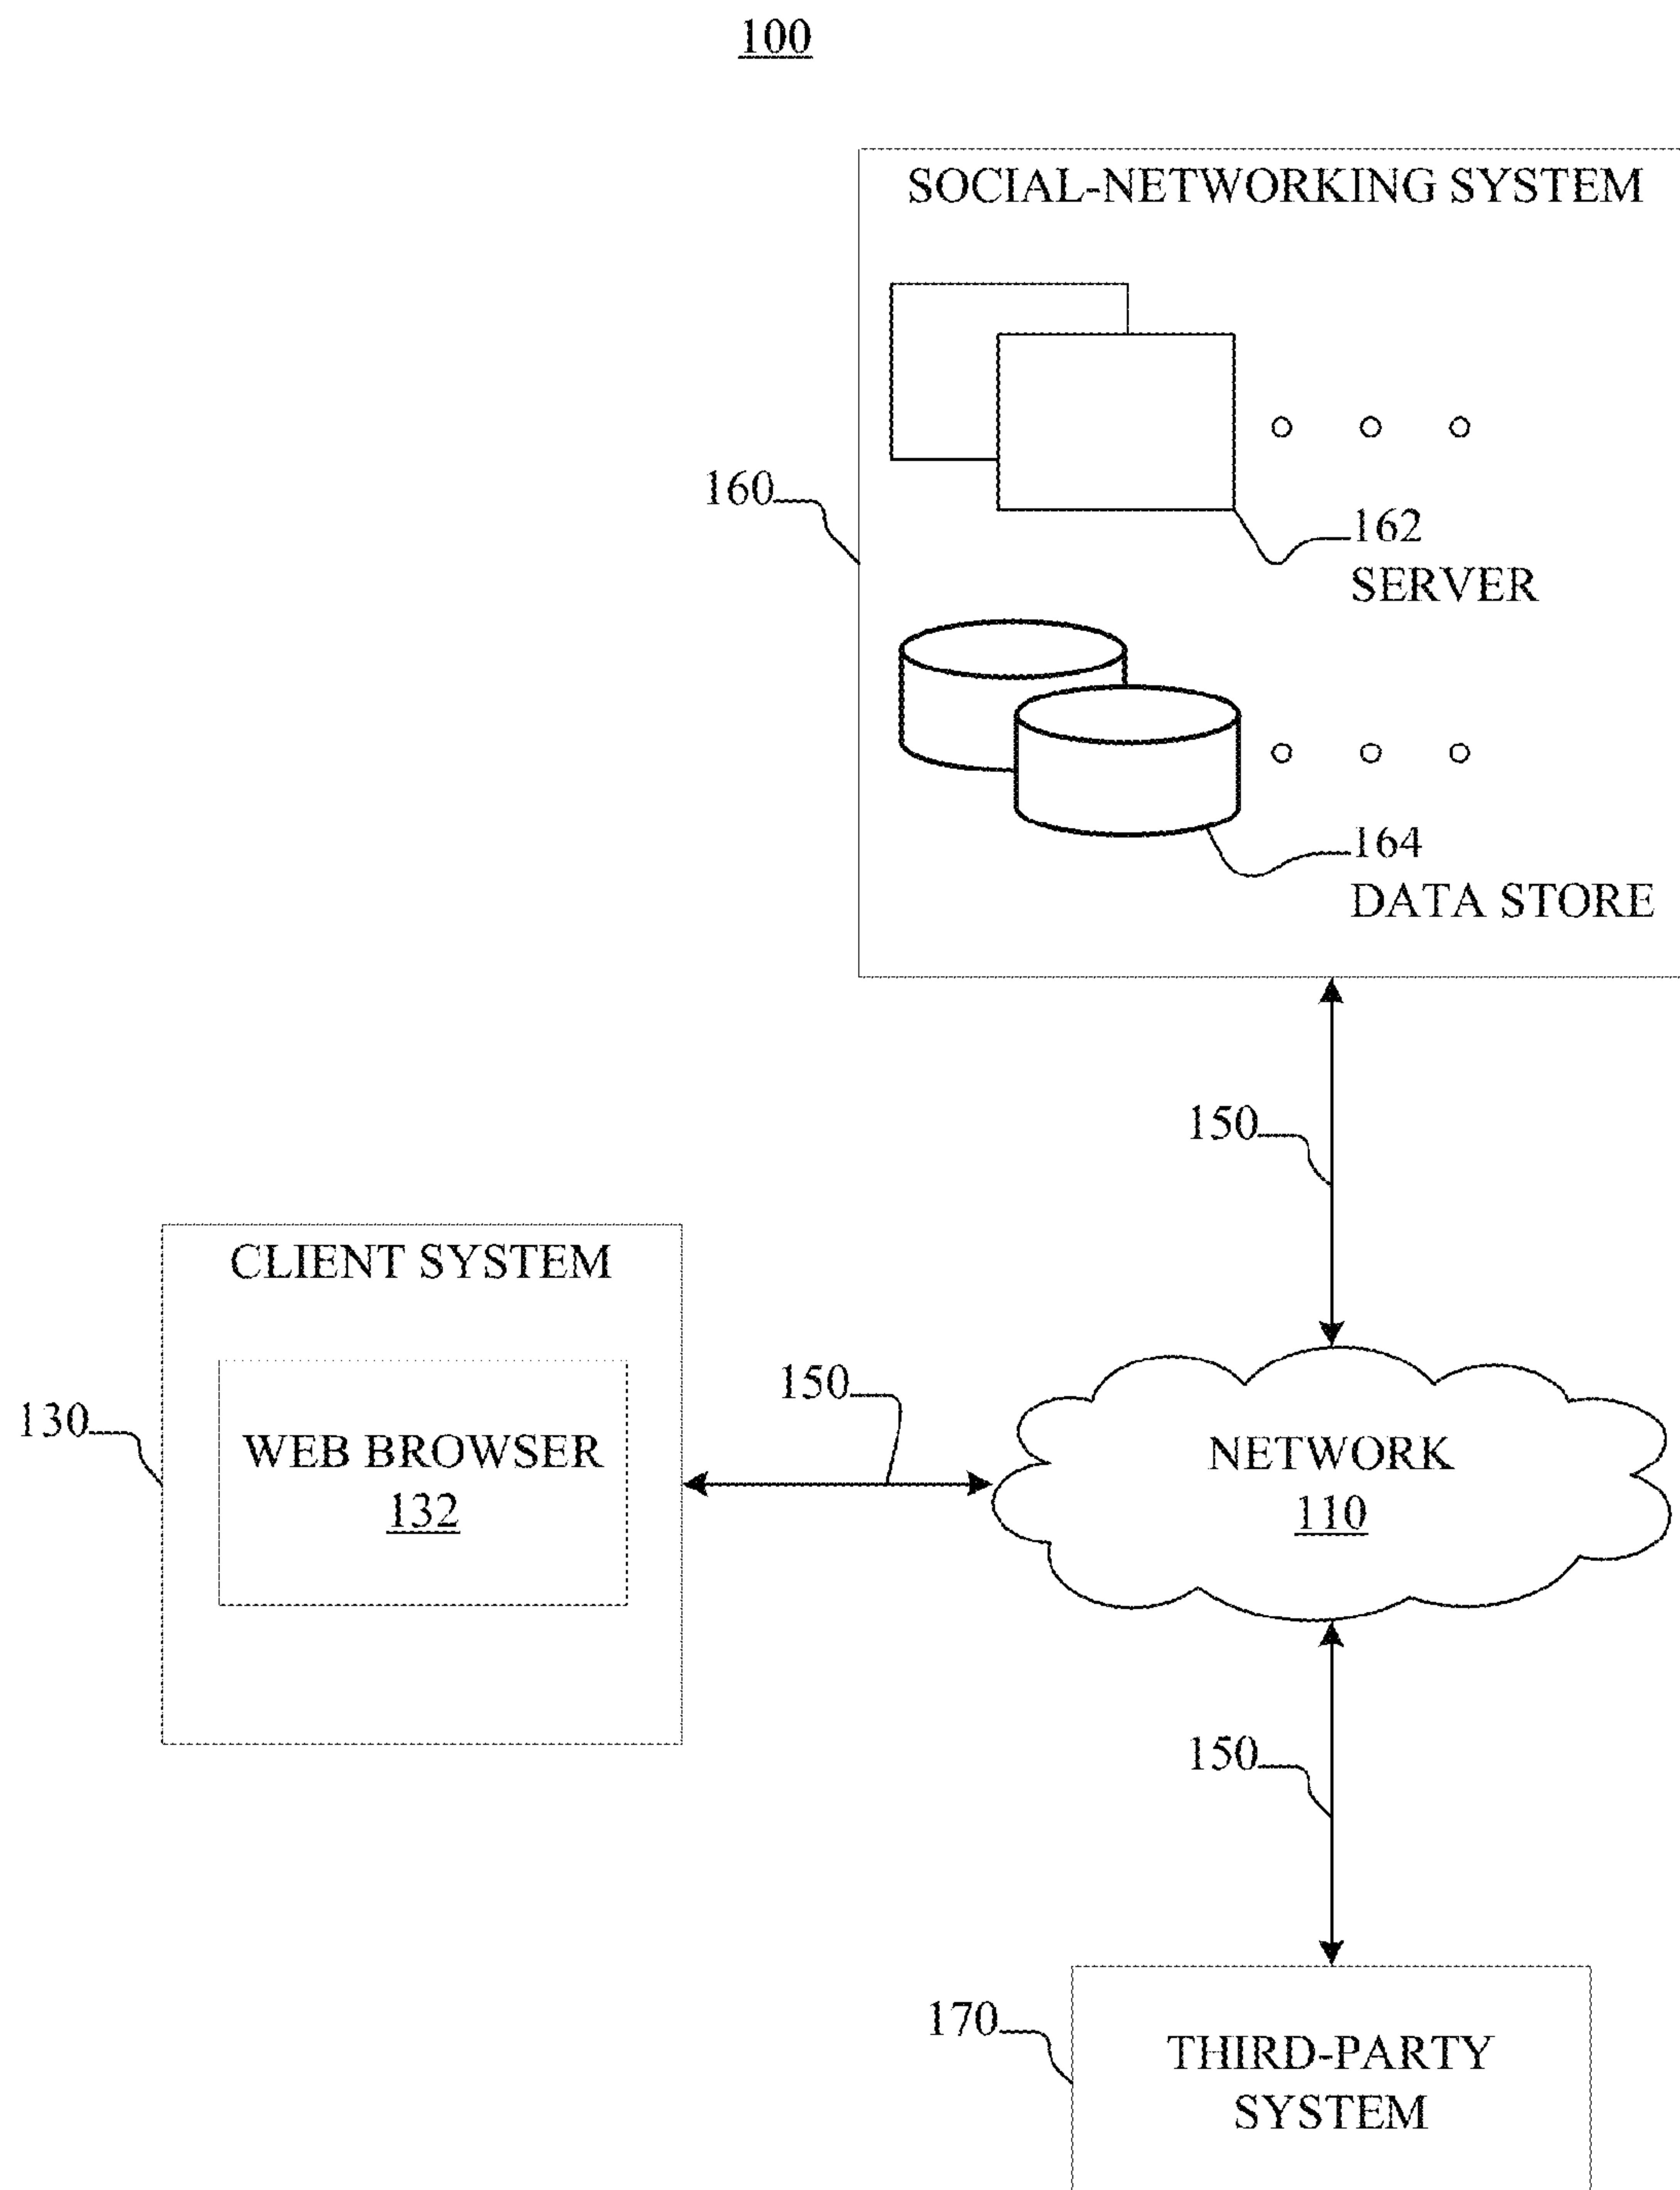 100
SOCIAL-NETWORKING SYSTEM
160
162
SERVER
164
DATA STORE
150
CLIENT SYSTEM
130
WEB BROWSER
132
150
NETWORK
110
150
170
THIRD-PARTY
SYSTEM